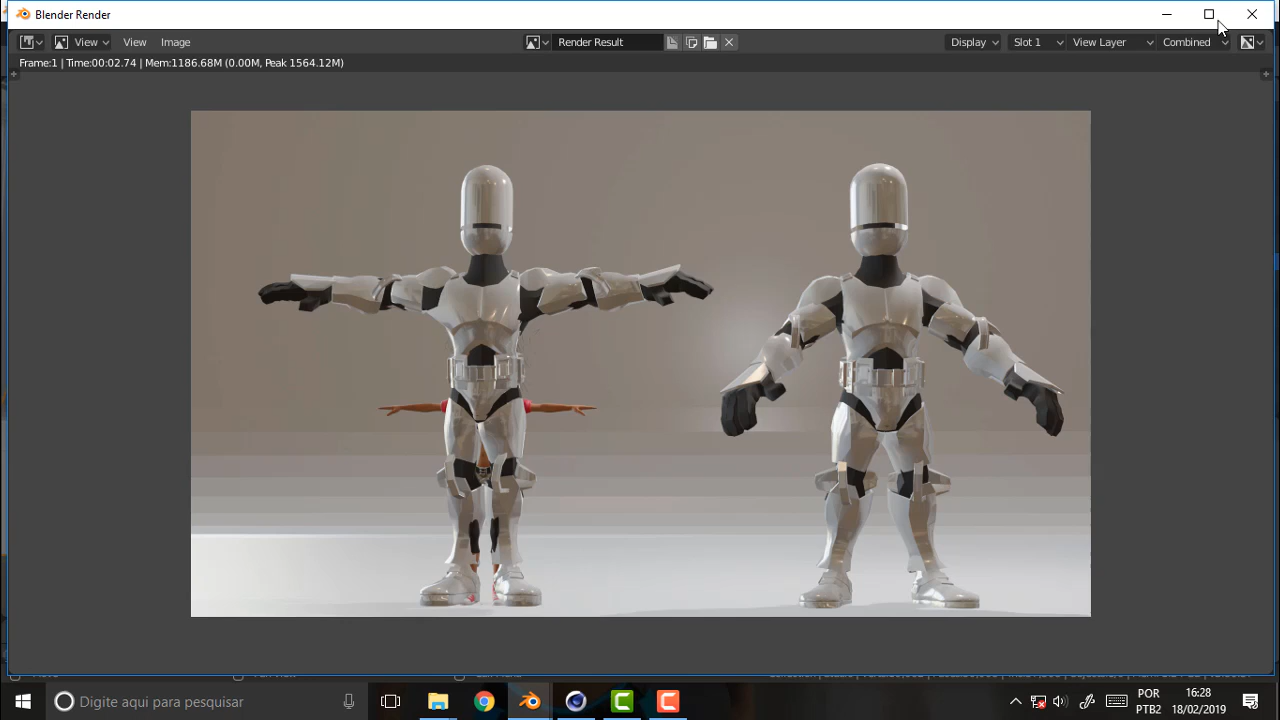 Blender Render
View View Image Render Result Display Slot 1 View Layer Combined
Frame:1 | Time:00:02.74 | Mem:1186.68M (0.00M, Peak 1564.12M)
Digite aqui para pesquisar
POR 16:28
PTB2 18/02/2019